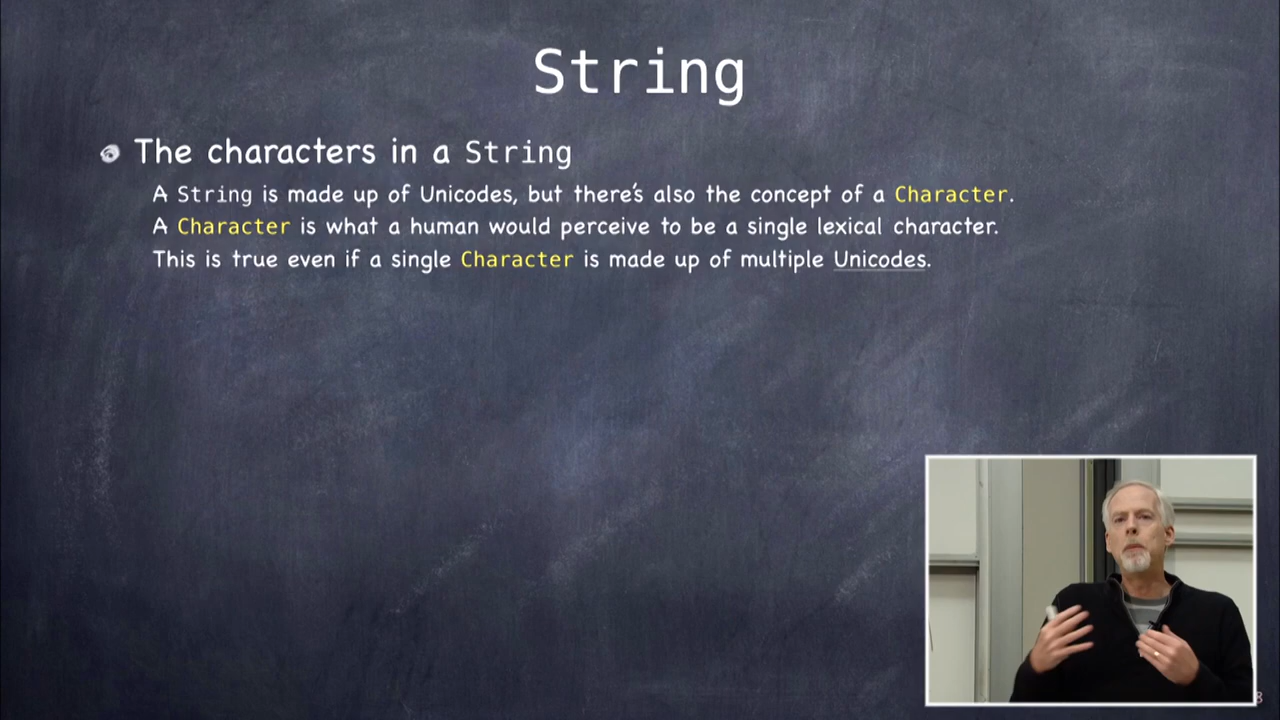 String
The characters in a String
A String is made up of Unicodes, but there's also the concept of a Character.
A Character is what a human would perceive to be a single lexical character.
This is true even if a single Character is made up of multiple Unicodes.
8